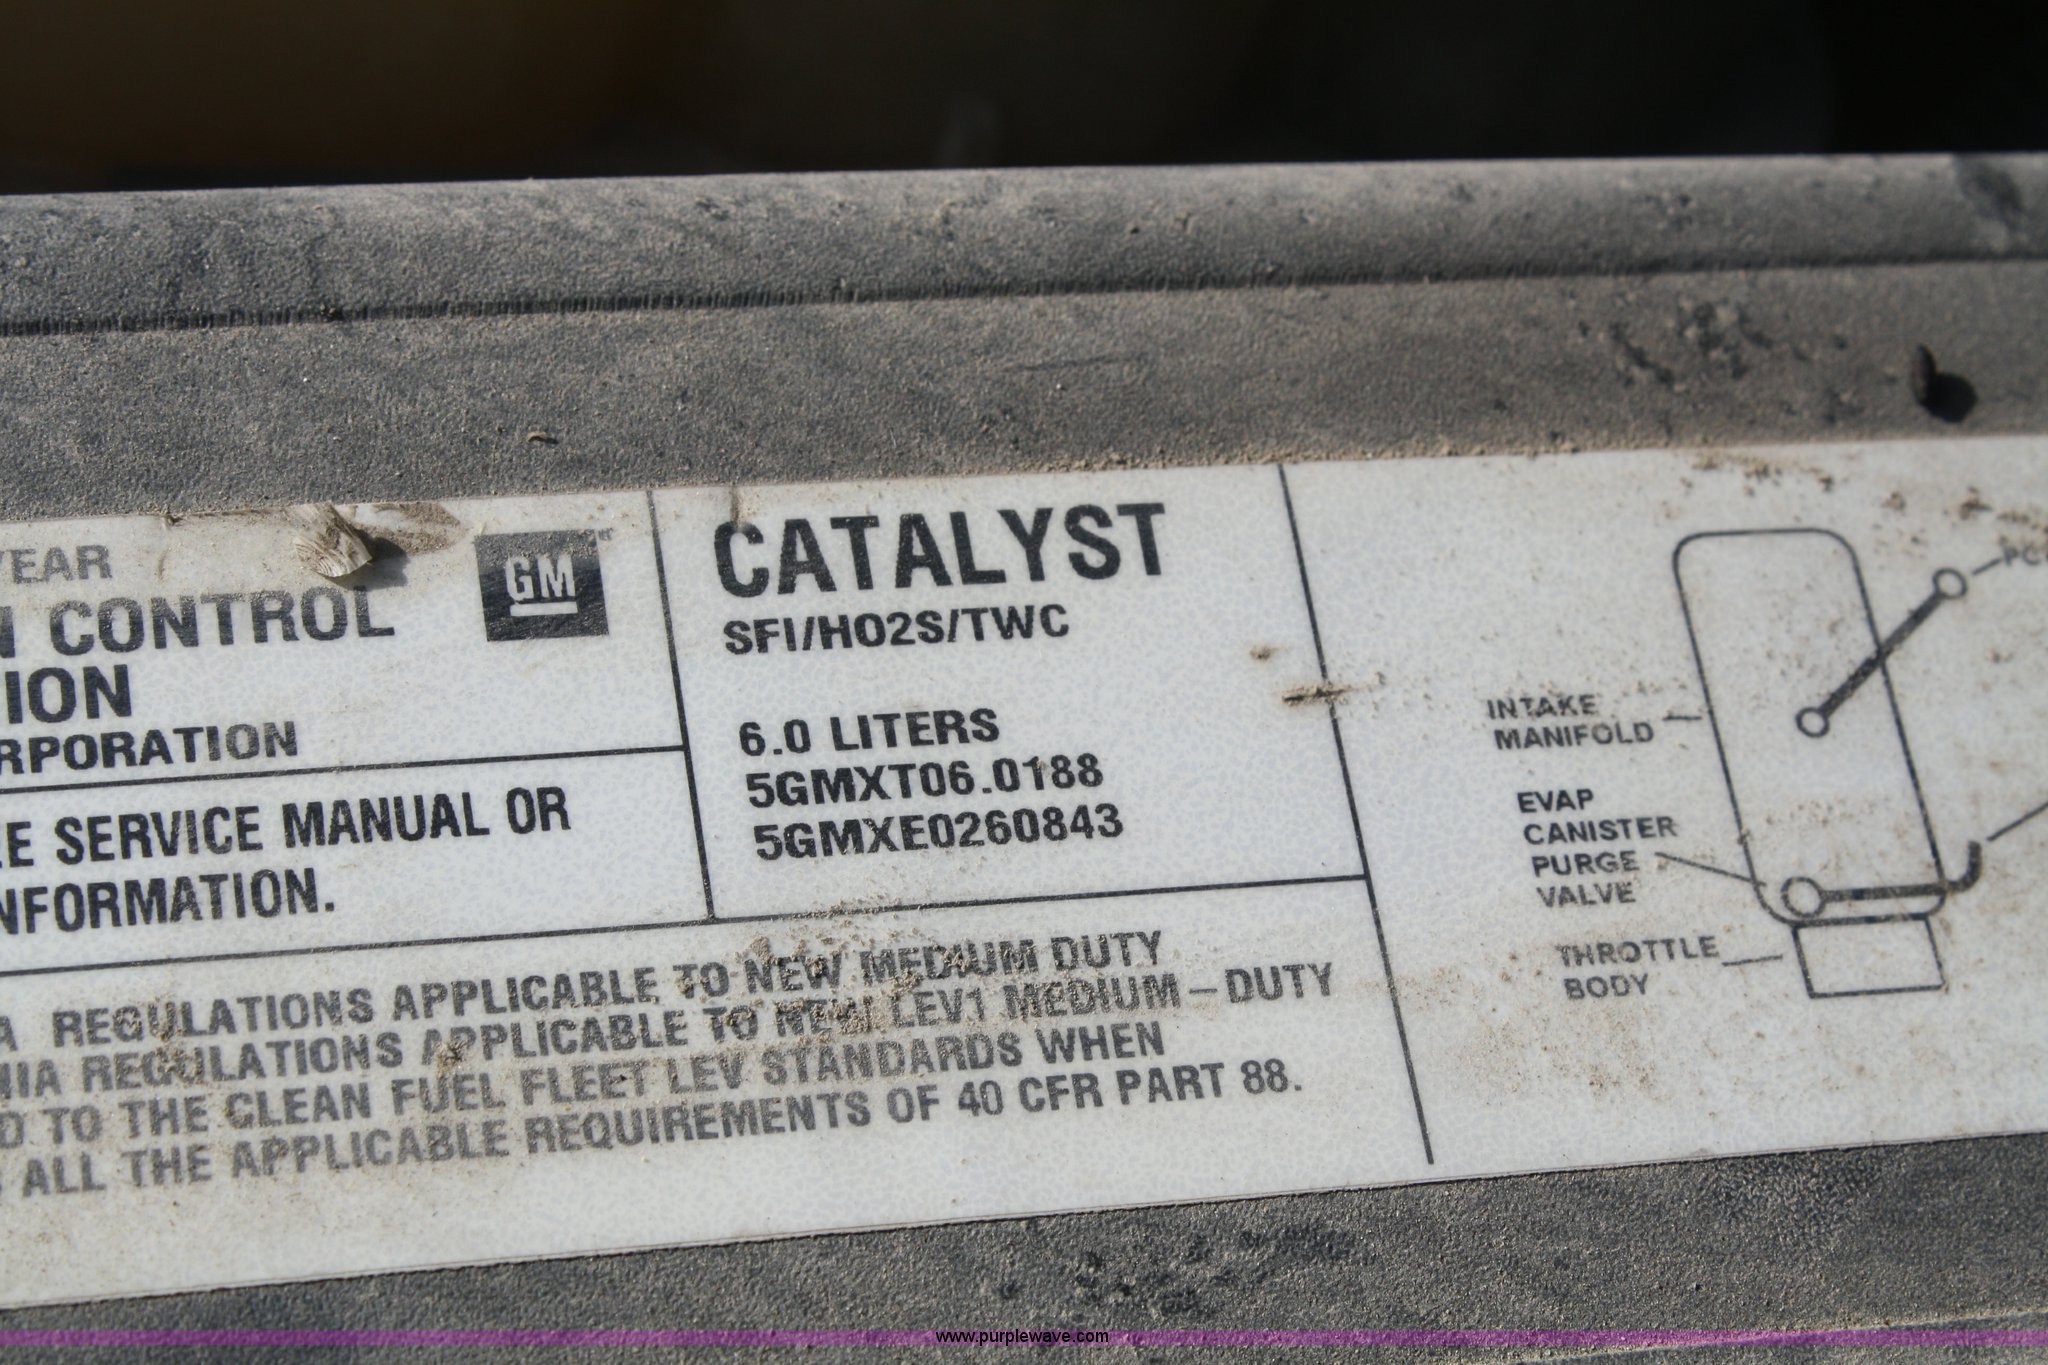 YEAR
N CONTROL
ION
RPORATION
GM
LE SERVICE MANUAL OR
NFORMATION.
CATALYST
SFI/HO2S/TWC
6.0 LITERS
5GMXT06.0188
5GMXE0260843
A REGULATIONS APPLICABLE TO NEW MEDIUM DUTY
NIA REGULATIONS APPLICABLE TO NEW LEV1 MEDIUM-DUTY
D TO THE CLEAN FUEL FLEET LEV STANDARDS WHEN
ALL THE APPLICABLE REQUIREMENTS OF 40 CFR PART 88.
INTAKE
MANIFOLD
EVAP
CANISTER
PURGE
VALVE
THROTTLE
BODY
www.purplewave.com